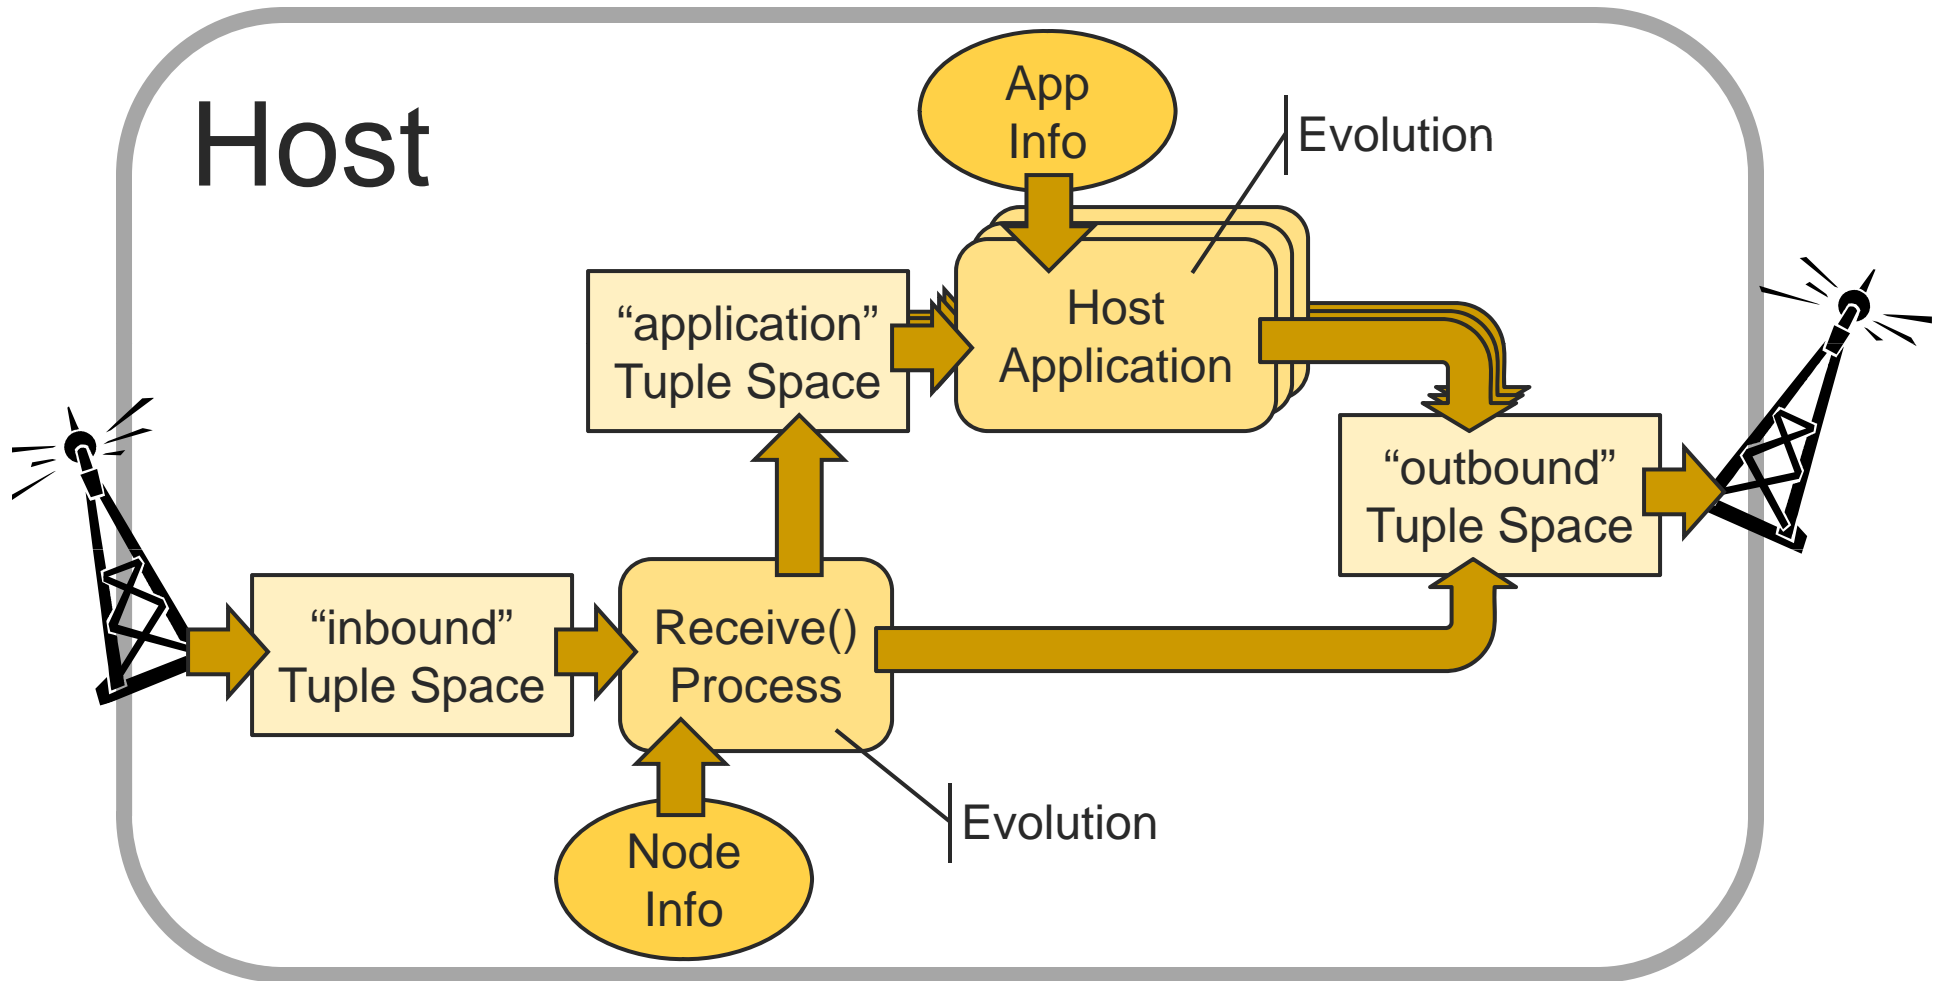 Host
App
Info
Evolution
“application”
Tuple Space
Host
Application
“outbound”
Tuple Space
“inbound”
Tuple Space
Receive()
Process
Evolution
Node
Info